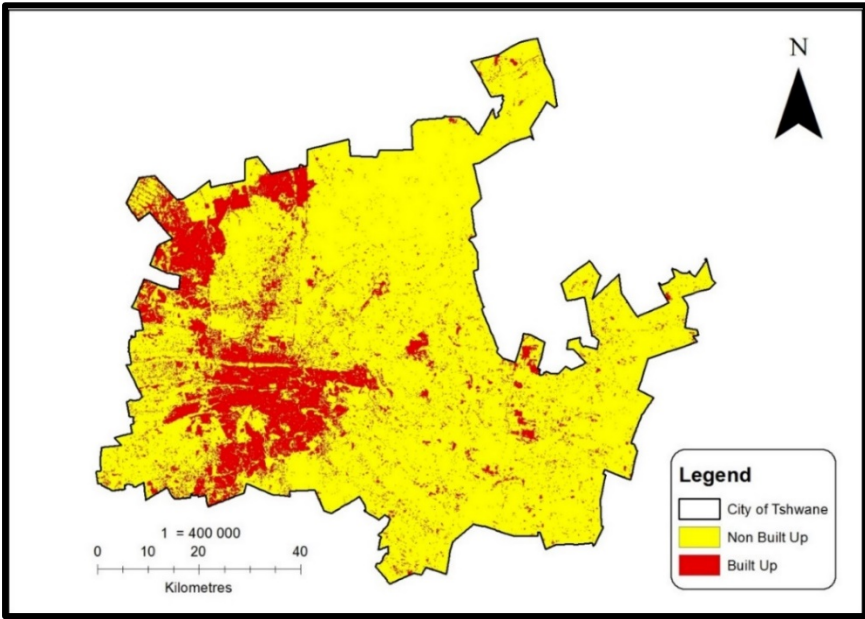 N
Legend
City of Tshwane
Non Built Up
Built Up
1 = 400 000
0 10 20 40
Kilometres